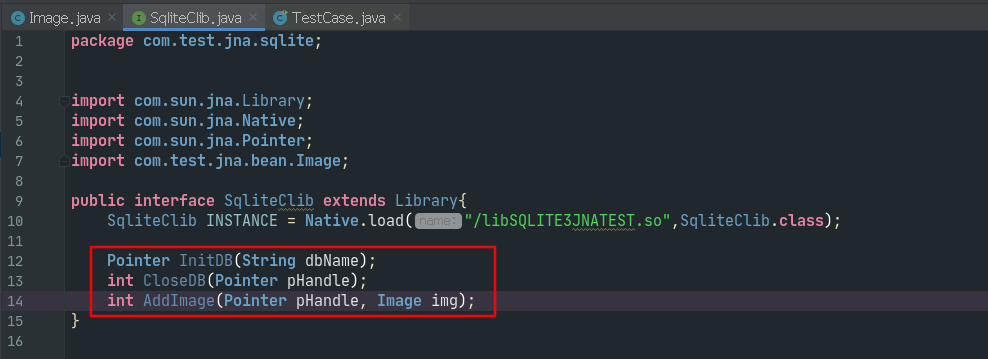 Image.java × SqliteClib.java × TestCase.java ×
1 package com.test.jna.sqlite;
2
3
4 import com.sun.jna.Library;
5 import com.sun.jna.Native;
6 import com.sun.jna.Pointer;
7 import com.test.jna.bean.Image;
8
9 public interface SqliteClib extends Library{
10 SqliteClib INSTANCE = Native.load( name: "/libSQLITE3JNATEST.so",SqliteClib.class);
11
12 Pointer InitDB(String dbName);
13 int CloseDB(Pointer pHandle);
14 int AddImage(Pointer pHandle, Image img);
15 }
16